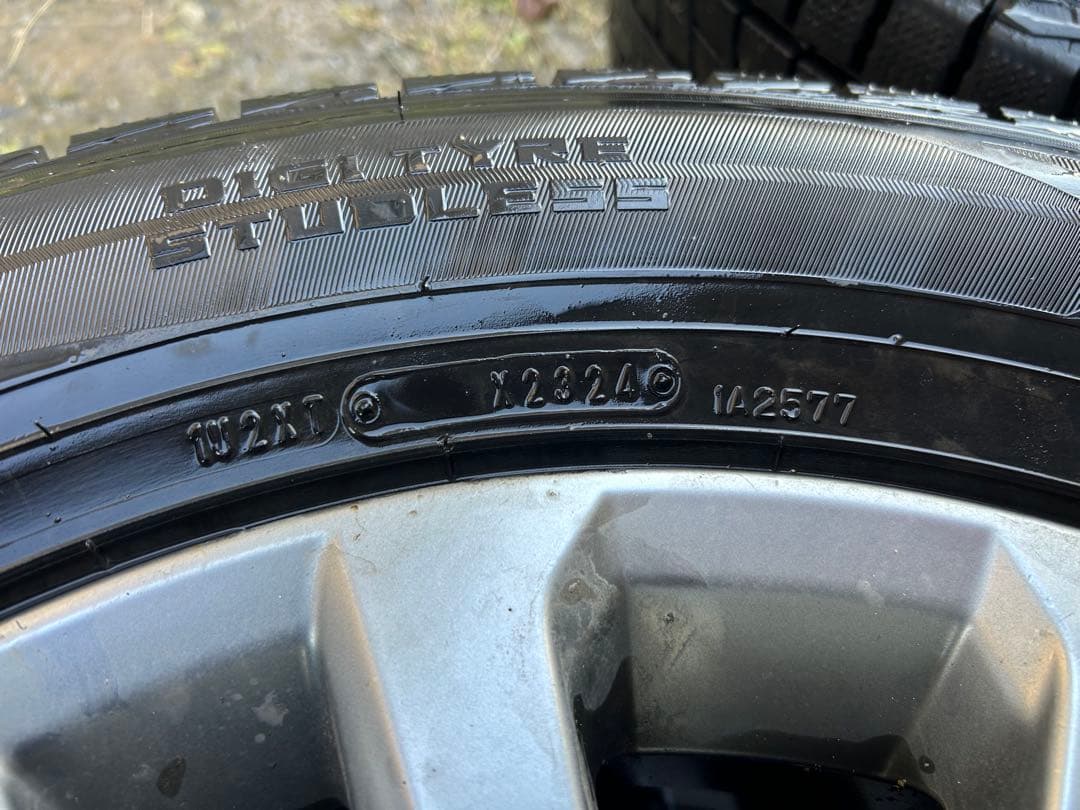 DIGI TYRE
STUDLESS
1U2XT X2324 1A2577